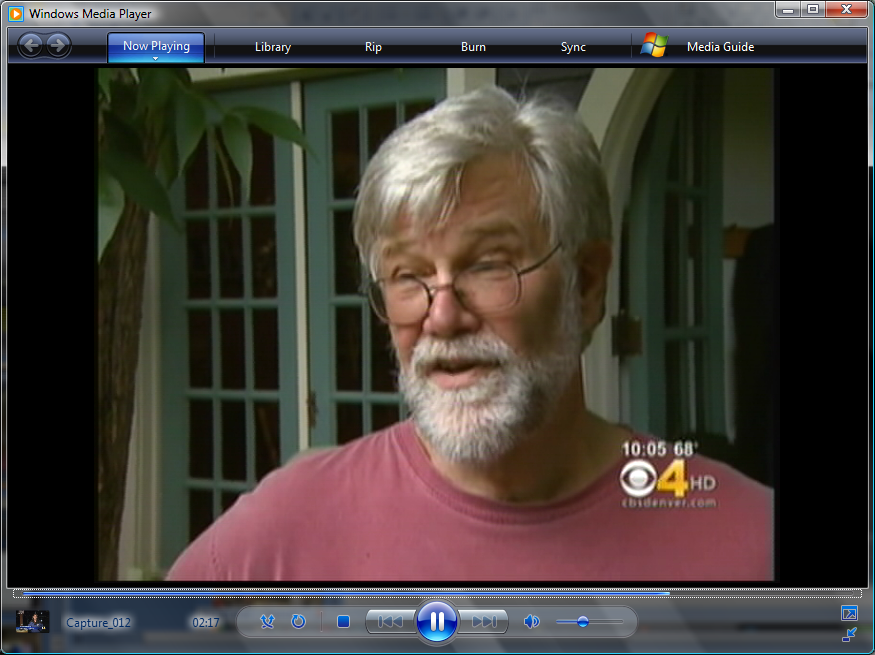 Windows Media Player
Now Playing Library Rip Burn Sync Media Guide
10:05 68°
4 HD
cbsdenver.com
Capture_012 02:17